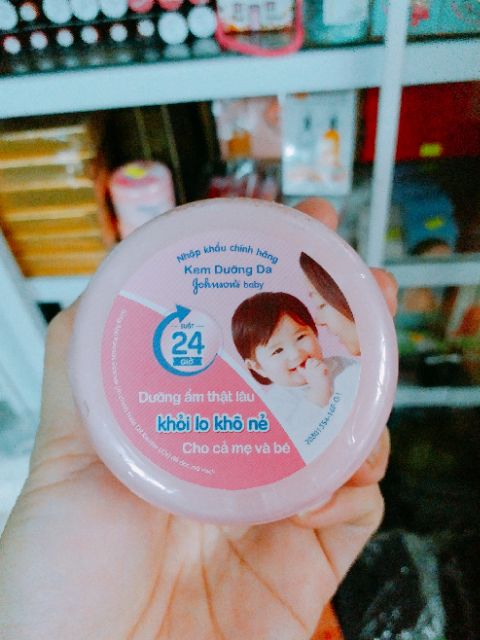 Nhập khẩu chính hãng
Kem Dưỡng Da
Johnson's baby
SUỐT
24
GIỜ
Dưỡng ẩm thật lâu
khỏi lo khô nẻ
Cho cả mẹ và bé